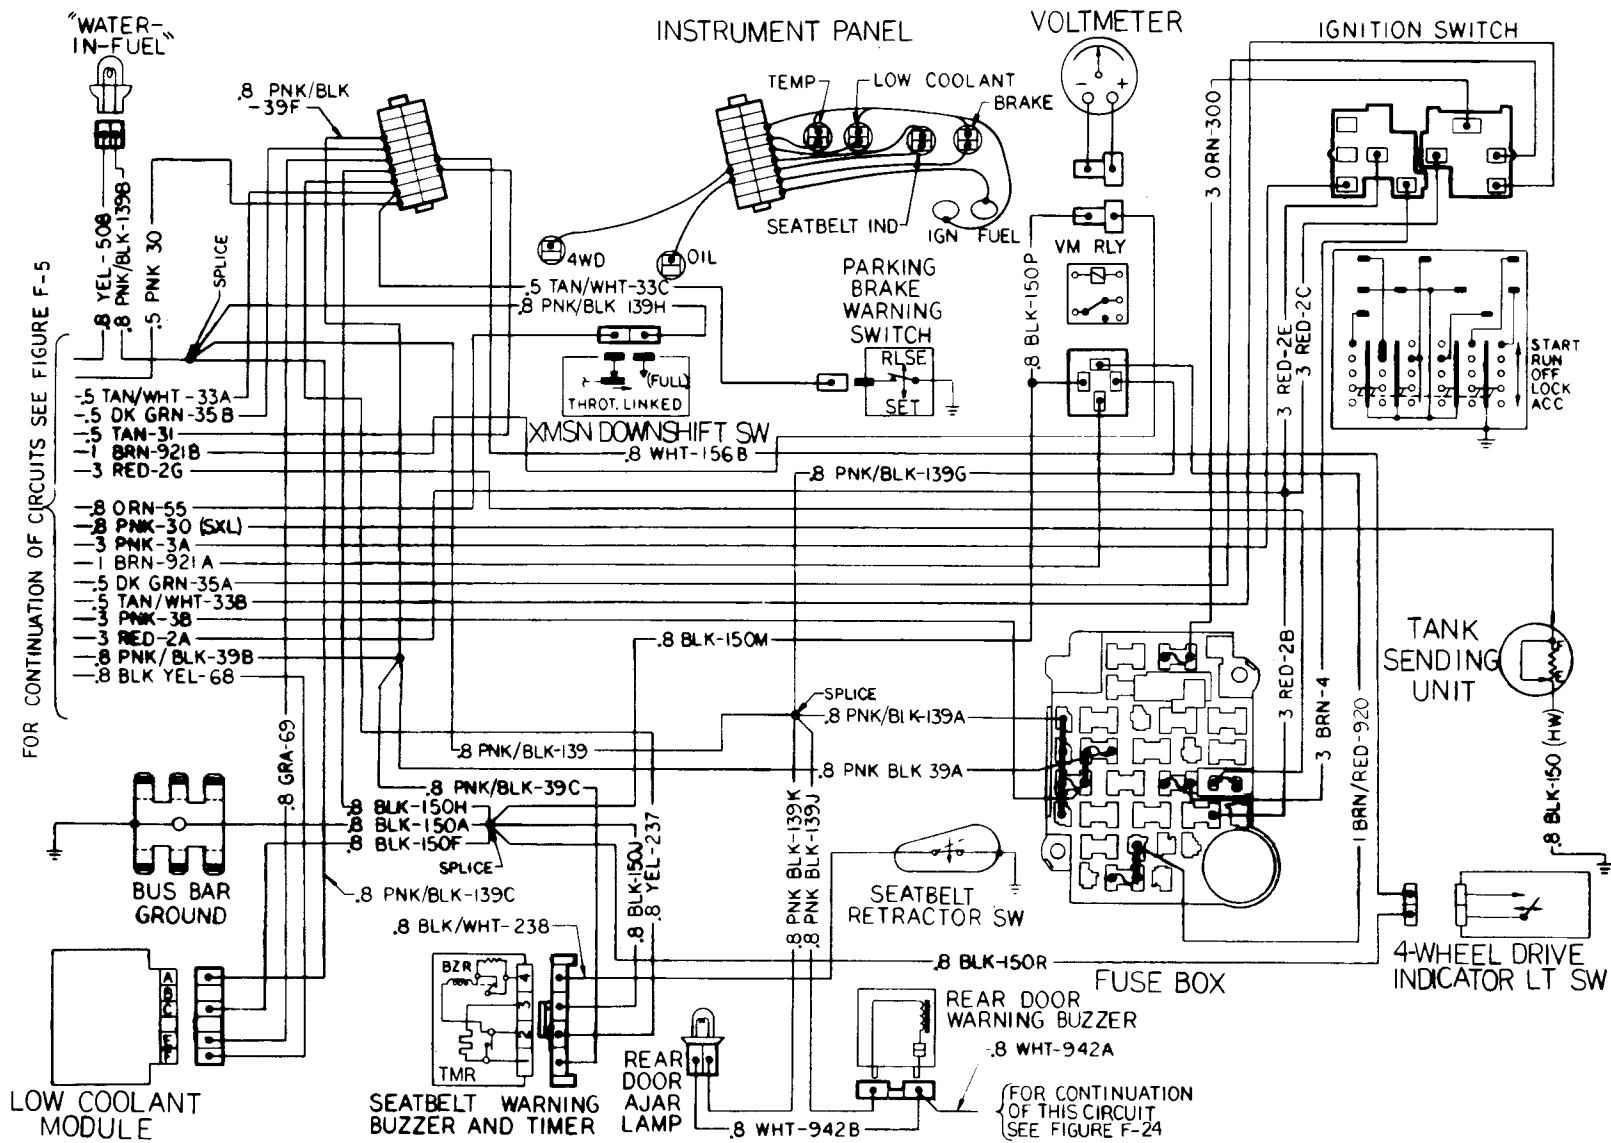 "WATER-
IN-FUEL"
INSTRUMENT PANEL
VOLTMETER
IGNITION SWITCH
.8 PNK/BLK
-39F
TEMP
LOW COOLANT
BRAKE
- +
3 ORN-300
.8 YEL-508
.8 PNK/BLK-139B
.5 PNK 30
SPLICE
SEATBELT IND
IGN FUEL
4WD
OIL
VM RLY
.8 BLK-150P
.5 TAN/WHT-33C
.8 PNK/BLK 139H
PARKING
BRAKE
WARNING
SWITCH
RLSE
SET
(FULL)
THROT. LINKED
XMSN DOWNSHIFT SW
3 RED-2E
3 RED-2C
START
RUN
OFF
LOCK
ACC
FOR CONTINUATION OF CIRCUITS SEE FIGURE F-5
.5 TAN/WHT-33A
.5 DK GRN-35B
.5 TAN-31
1 BRN-921B
3 RED-2G
.8 WHT-156B
.8 PNK/BLK-139G
.8 ORN-55
.8 PNK-30 (SXL)
3 PNK-3A
1 BRN-921A
.5 DK GRN-35A
.5 TAN/WHT-33B
3 PNK-3B
3 RED-2A
.8 PNK/BLK-39B
.8 BLK YEL-68
.8 BLK-150M
3 RED-2B
3 BRN-4
1 BRN/RED-920
TANK
SENDING
UNIT
.8 BLK-150 (HW)
SPLICE
.8 PNK/BLK-139A
.8 PNK/BLK-139
.8 PNK BLK 39A
.8 GRA-69
.8 PNK/BLK-39C
.8 BLK-150H
.8 BLK-150A
.8 BLK-150F
SPLICE
.8 BLK-150J
.8 YEL-237
.8 PNK BLK-139K
.8 PNK BLK-139J
BUS BAR
GROUND
.8 PNK/BLK-139C
.8 BLK/WHT-238
SEATBELT
RETRACTOR SW
.8 BLK-150R
FUSE BOX
4-WHEEL DRIVE
INDICATOR LT SW
A
B
C
E
F
LOW COOLANT
MODULE
BZR
TMR
4
3
2
SEATBELT WARNING
BUZZER AND TIMER
REAR
DOOR
AJAR
LAMP
REAR DOOR
WARNING BUZZER
.8 WHT-942A
.8 WHT-942B
FOR CONTINUATION
OF THIS CIRCUIT
SEE FIGURE F-24